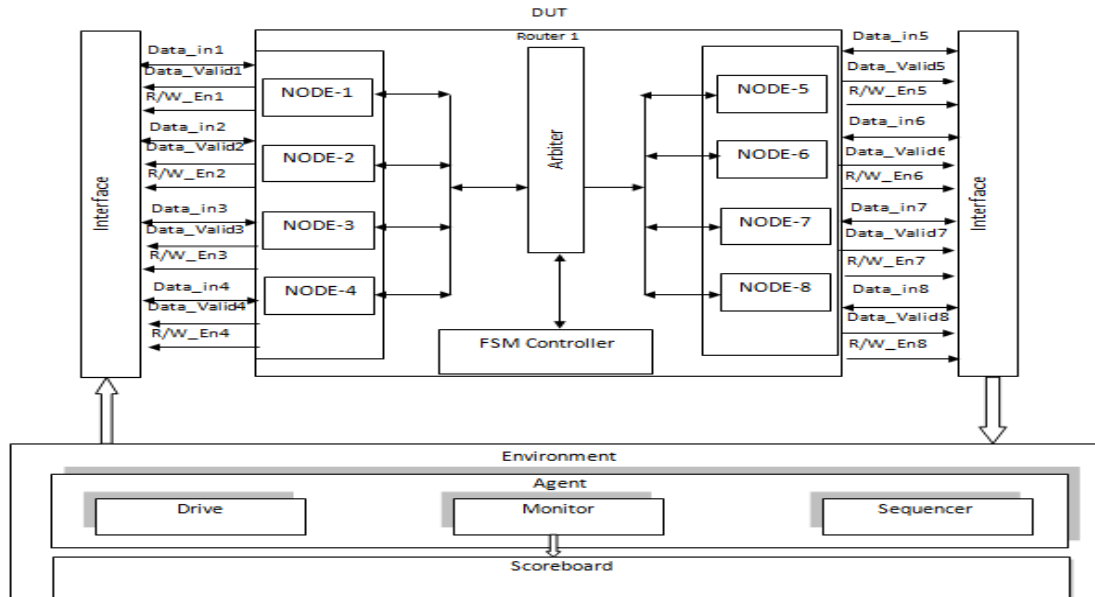 DUT
Router 1
Interface
Data_in1
Data_Valid1
R/W_En1
Data_in2
Data_Valid2
R/W_En2
Data_in3
Data_Valid3
R/W_En3
Data_in4
Data_Valid4
R/W_En4
NODE-1
NODE-2
NODE-3
NODE-4
Arbiter
FSM Controller
NODE-5
NODE-6
NODE-7
NODE-8
Data_in5
Data_Valid5
R/W_En5
Data_in6
Data_Valid6
R/W_En6
Data_in7
Data_Valid7
R/W_En7
Data_in8
Data_Valid8
R/W_En8
Interface
Environment
Agent
Drive
Monitor
Sequencer
Scoreboard